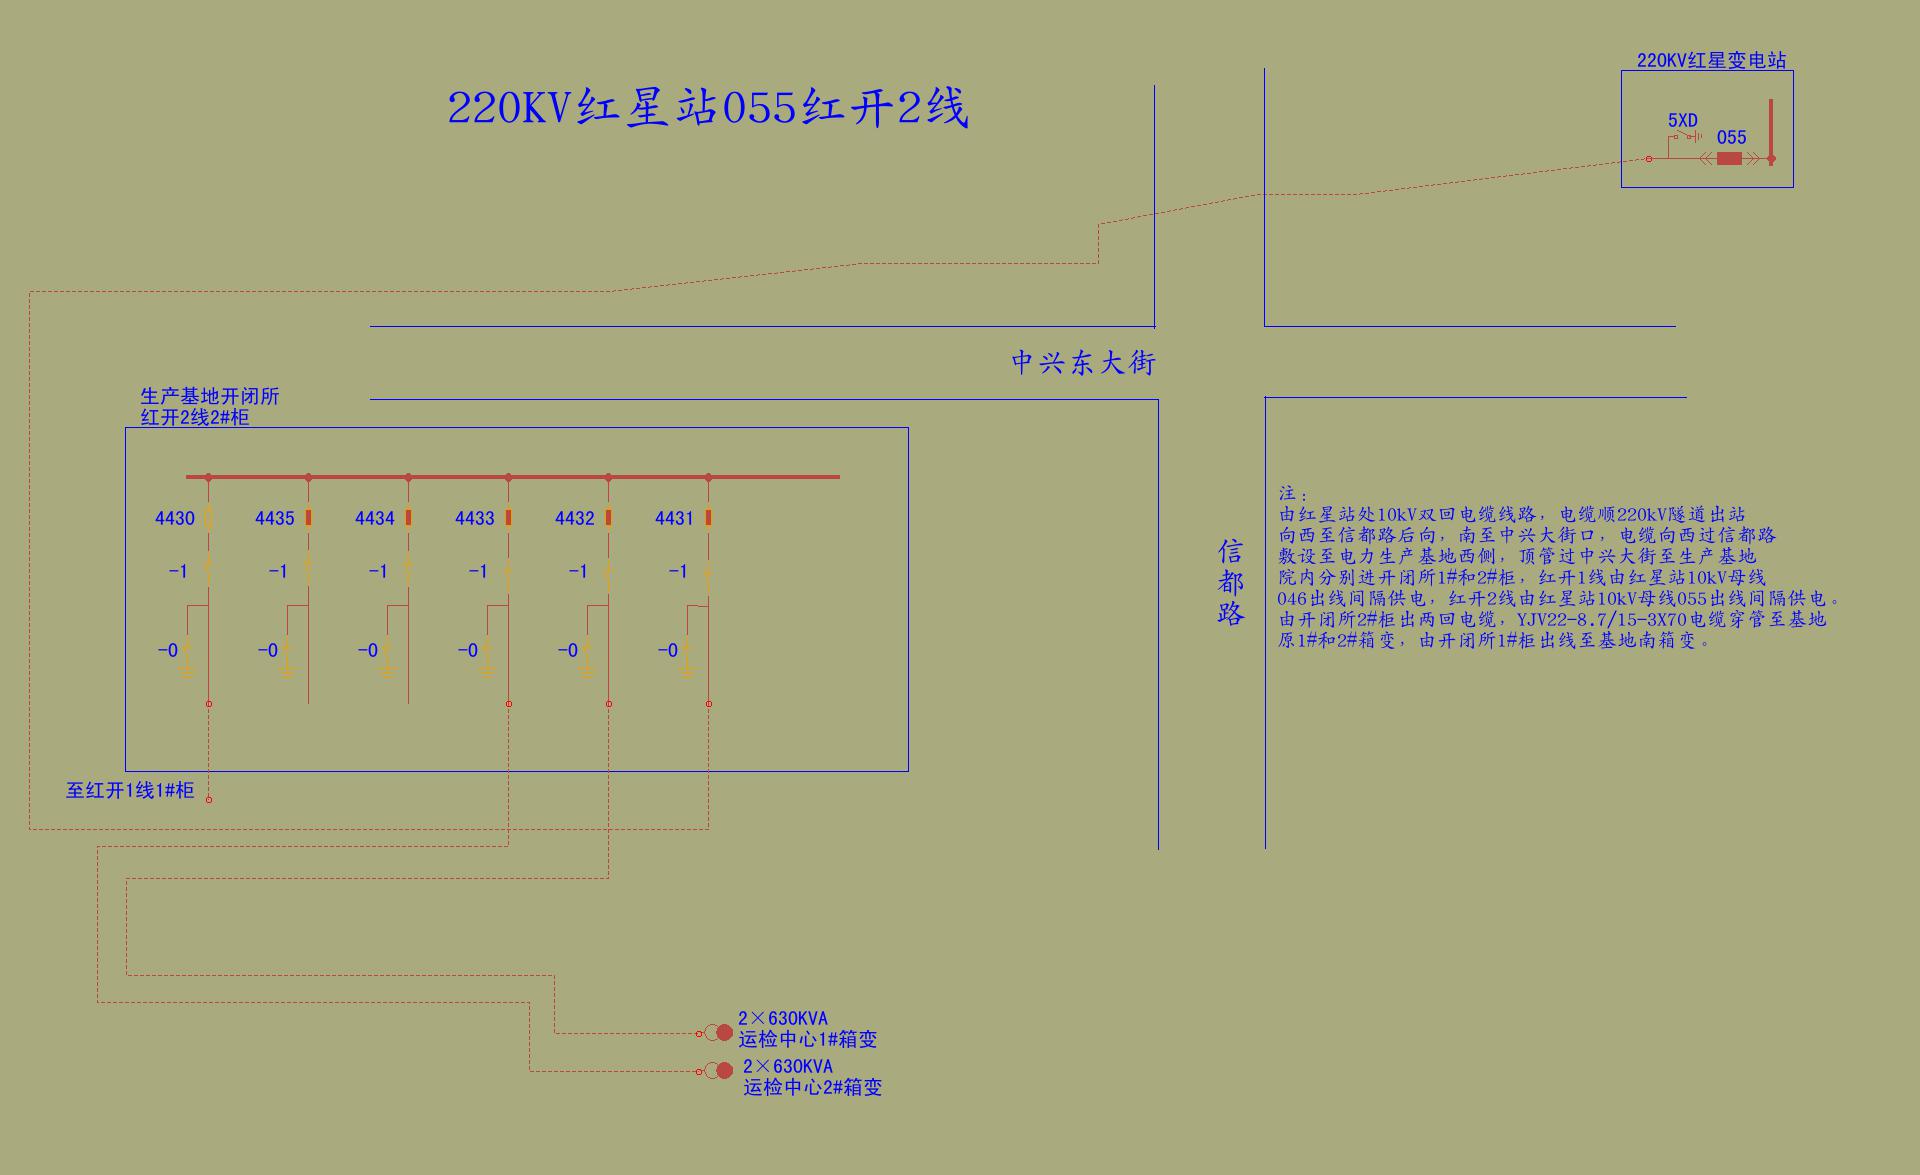 220KV红星变电站
220KV红星站055红开2线
5XD
055
中兴东大街
生产基地开闭所
红开2线2#柜
4430
4435
4434
4433
4432
4431
-1
-1
-1
-1
-1
-1
-0
-0
-0
-0
-0
-0
至红开1线1#柜
信
都
路
注：
由红星站处10kV双回电缆线路，电缆顺220kV隧道出站
向西至信都路后向，南至中兴大街口，电缆向西过信都路
敷设至电力生产基地西侧，顶管过中兴大街至生产基地
院内分别进开闭所1#和2#柜，红开1线由红星站10kV母线
046出线间隔供电，红开2线由红星站10kV母线055出线间隔供电。
由开闭所2#柜出两回电缆，YJV22-8.7/15-3X70电缆穿管至基地
原1#和2#箱变，由开闭所1#柜出线至基地南箱变。
2×630KVA
运检中心1#箱变
2×630KVA
运检中心2#箱变